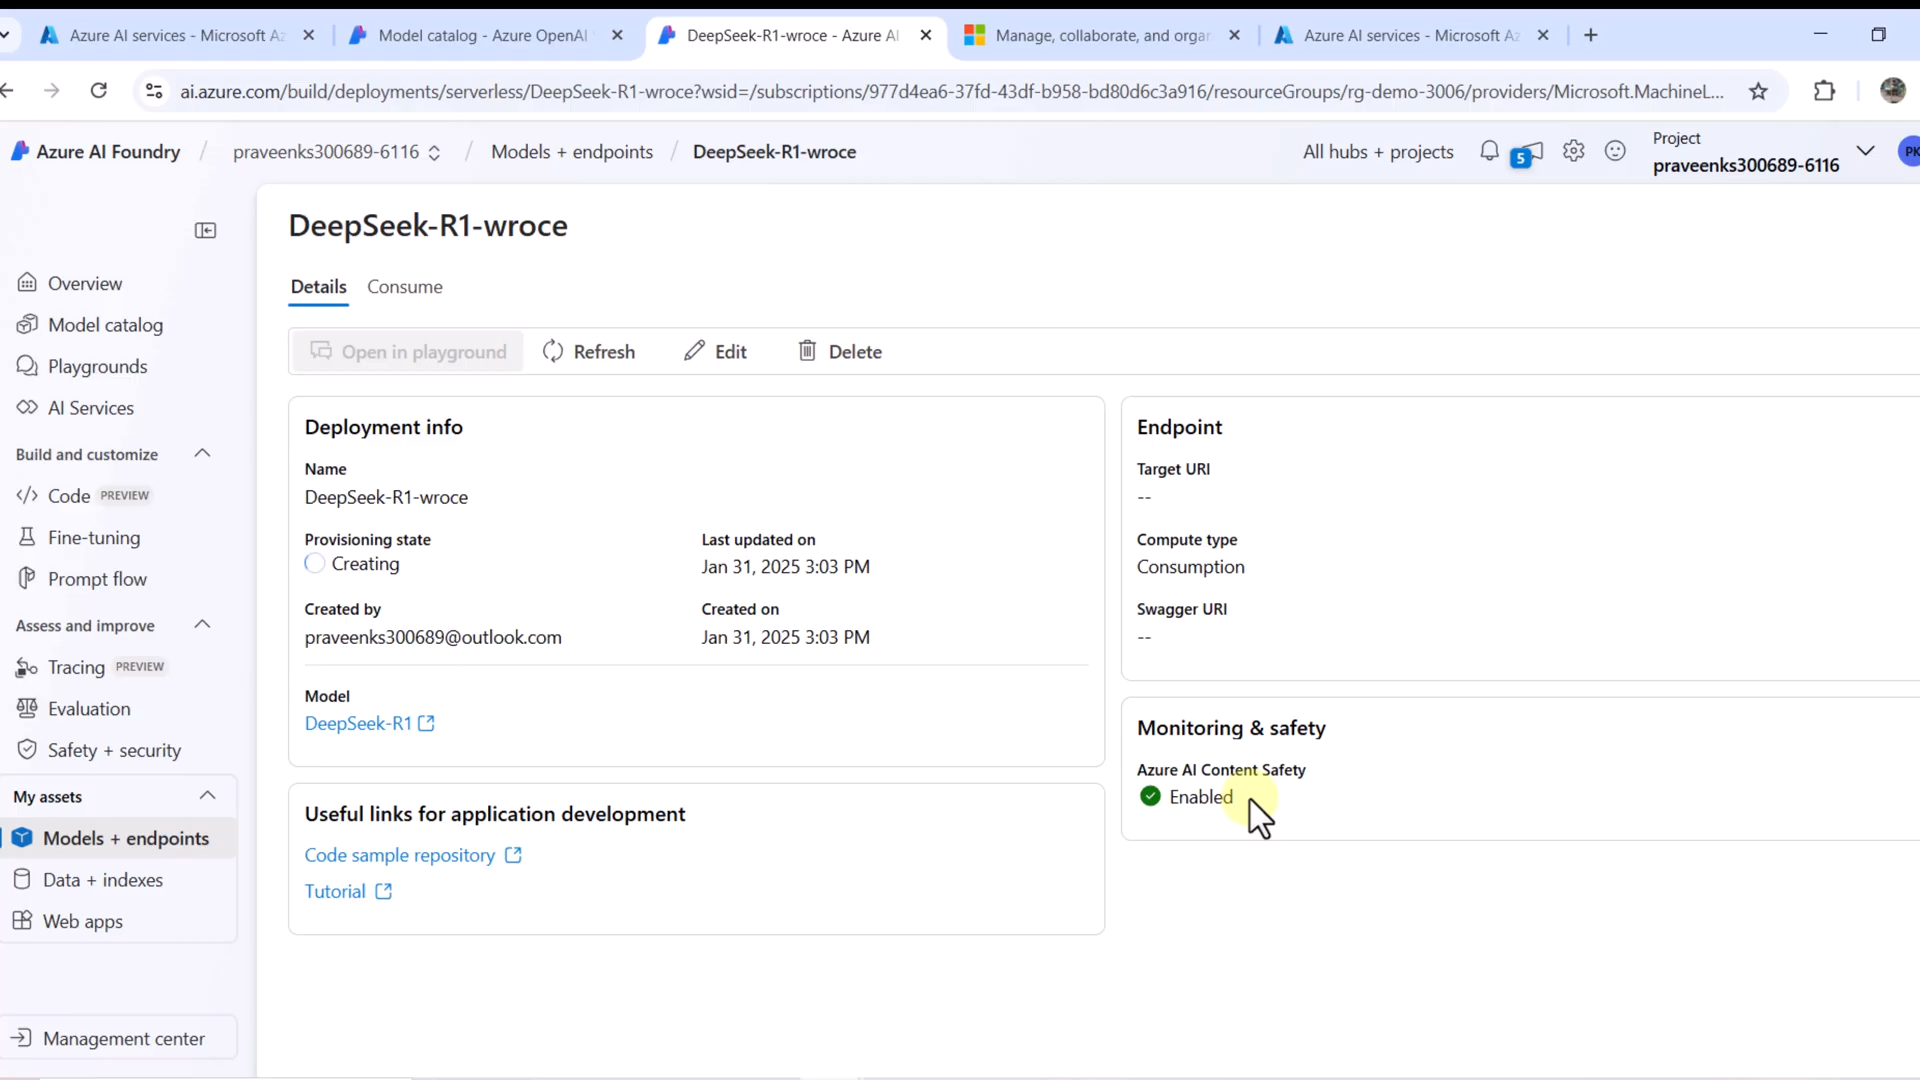 Azure AI services - Microsoft Az
Model catalog - Azure OpenAI
DeepSeek-R1-wroce - Azure AI
Manage, collaborate, and organ
Azure AI services - Microsoft Az
ai.azure.com/build/deployments/serverless/DeepSeek-R1-wroce?wsid=/subscriptions/977d4ea6-37fd-43df-b958-bd80d6c3a916/resourceGroups/rg-demo-3006/providers/Microsoft.MachineL...
Azure AI Foundry / praveenks300689-6116 / Models + endpoints / DeepSeek-R1-wroce
All hubs + projects
5
Project
praveenks300689-6116
PK
Overview
Model catalog
Playgrounds
AI Services
Build and customize
Code PREVIEW
Fine-tuning
Prompt flow
Assess and improve
Tracing PREVIEW
Evaluation
Safety + security
My assets
Models + endpoints
Data + indexes
Web apps
Management center
DeepSeek-R1-wroce
Details Consume
Open in playground Refresh Edit Delete
Deployment info
Name
DeepSeek-R1-wroce
Provisioning state
Creating
Last updated on
Jan 31, 2025 3:03 PM
Created by
praveenks300689@outlook.com
Created on
Jan 31, 2025 3:03 PM
Model
DeepSeek-R1
Useful links for application development
Code sample repository
Tutorial
Endpoint
Target URI
--
Compute type
Consumption
Swagger URI
--
Monitoring & safety
Azure AI Content Safety
Enabled